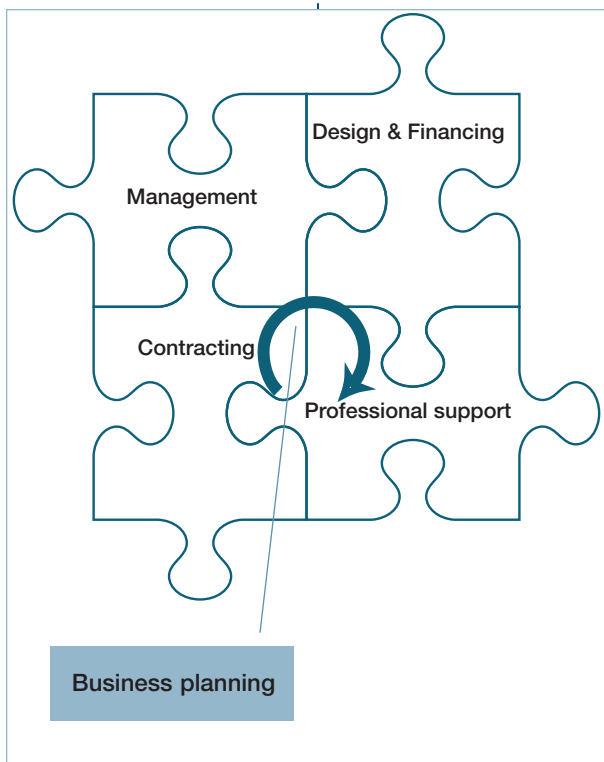 Design & Financing
Management
Contracting
Professional support
Business planning